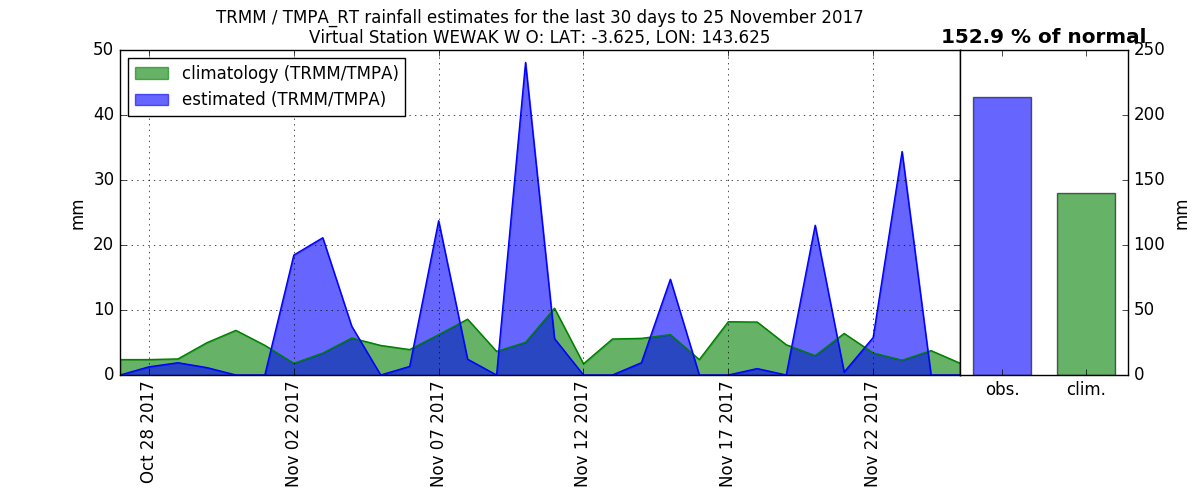 TRMM / TMPA_RT rainfall estimates for the last 30 days to 25 November 2017
Virtual Station WEWAK W O: LAT: -3.625, LON: 143.625
152.9 % of normal
climatology (TRMM/TMPA)
estimated (TRMM/TMPA)
50
40
30
20
10
0
mm
Oct 28 2017
Nov 02 2017
Nov 07 2017
Nov 12 2017
Nov 17 2017
Nov 22 2017
obs.
clim.
250
200
150
100
50
0
mm